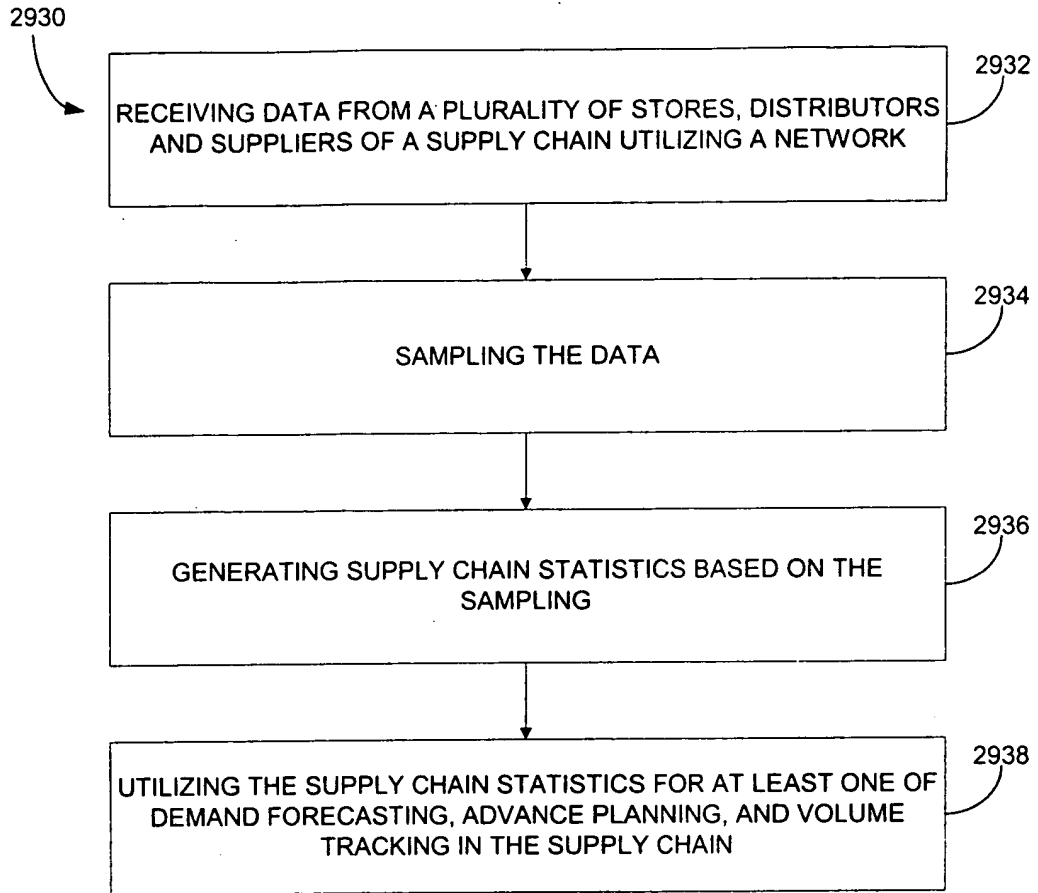 2930
2932
RECEIVING DATA FROM A PLURALITY OF STORES, DISTRIBUTORS
AND SUPPLIERS OF A SUPPLY CHAIN UTILIZING A NETWORK
2934
SAMPLING THE DATA
2936
GENERATING SUPPLY CHAIN STATISTICS BASED ON THE
SAMPLING
2938
UTILIZING THE SUPPLY CHAIN STATISTICS FOR AT LEAST ONE OF
DEMAND FORECASTING, ADVANCE PLANNING, AND VOLUME
TRACKING IN THE SUPPLY CHAIN